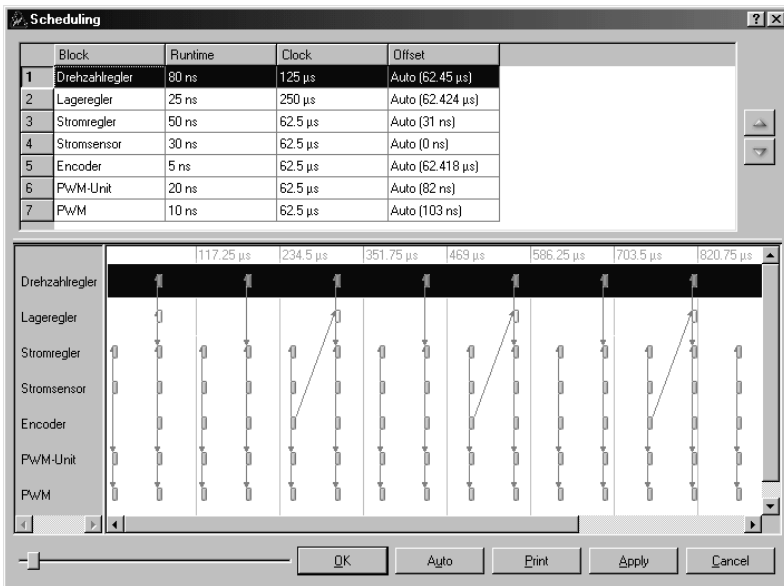 Scheduling
Block Runtime Clock Offset
1 Drehzahlregler 80 ns 125 µs Auto (62.45 µs)
2 Lageregler 25 ns 250 µs Auto (62.424 µs)
3 Stromregler 50 ns 62.5 µs Auto (31 ns)
4 Stromsensor 30 ns 62.5 µs Auto (0 ns)
5 Encoder 5 ns 62.5 µs Auto (62.418 µs)
6 PWM-Unit 20 ns 62.5 µs Auto (82 ns)
7 PWM 10 ns 62.5 µs Auto (103 ns)
117.25 µs 234.5 µs 351.75 µs 469 µs 586.25 µs 703.5 µs 820.75 µs
Drehzahlregler
Lageregler
Stromregler
Stromsensor
Encoder
PWM-Unit
PWM
OK Auto Print Apply Cancel